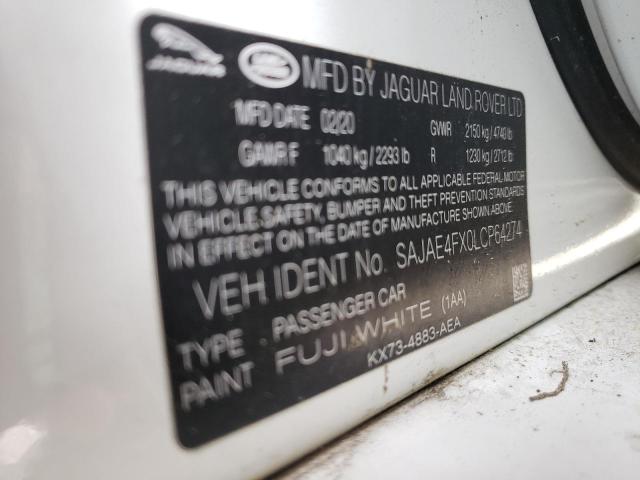 JAGUAR
MFD BY JAGUAR LAND ROVER LTD
MFD DATE 02/20 GVWR 2150 kg / 4740 lb
GAWR F 1040 kg / 2293 lb R 1230 kg / 2712 lb
THIS VEHICLE CONFORMS TO ALL APPLICABLE FEDERAL MOTOR
VEHICLE SAFETY, BUMPER AND THEFT PREVENTION STANDARDS
IN EFFECT ON THE DATE OF MANUFACTURE SHOWN ABOVE.
VEH IDENT No. SAJAE4FX0LCP64274
TYPE PASSENGER CAR
PAINT FUJI WHITE (1AA)
KX73-4883-AEA